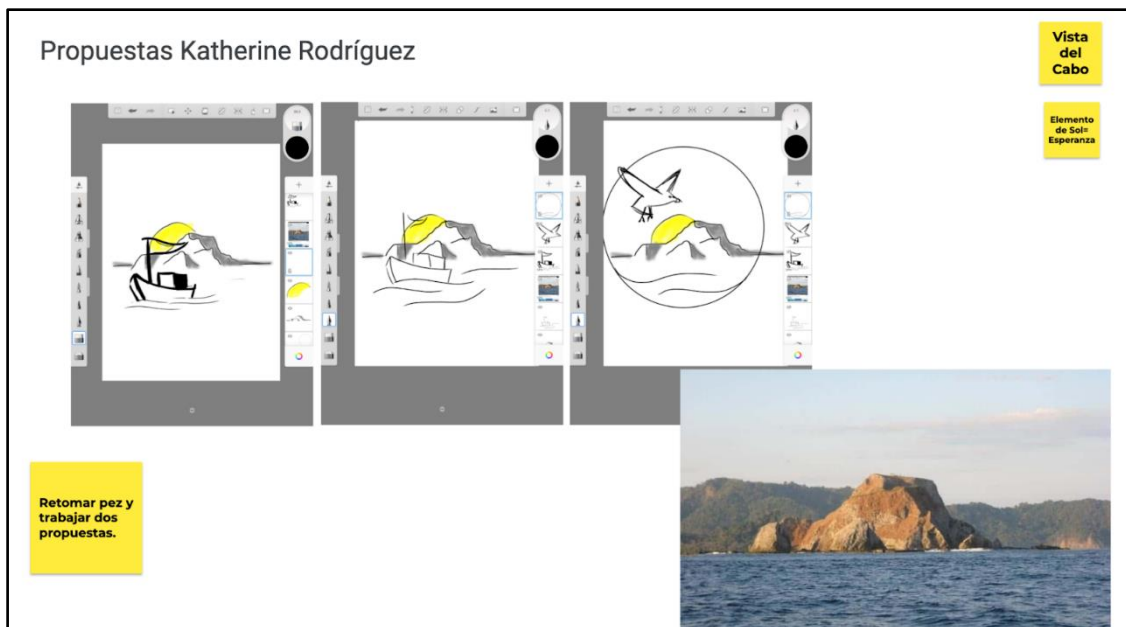 Propuestas Katherine Rodríguez
Vista
del
Cabo
Elemento
de Sol=
Esperanza
Retomar pez y
trabajar dos
propuestas.